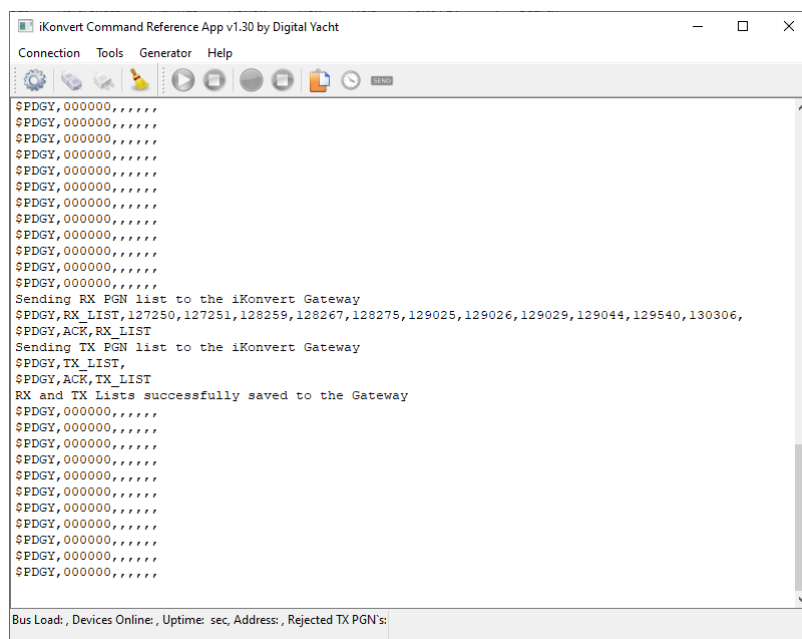 iKonvert Command Reference App v1.30 by Digital Yacht
Connection Tools Generator Help
SEND
$PDGY,000000,,,,,,
$PDGY,000000,,,,,,
$PDGY,000000,,,,,,
$PDGY,000000,,,,,,
$PDGY,000000,,,,,,
$PDGY,000000,,,,,,
$PDGY,000000,,,,,,
$PDGY,000000,,,,,,
$PDGY,000000,,,,,,
$PDGY,000000,,,,,,
$PDGY,000000,,,,,,
$PDGY,000000,,,,,,
Sending RX PGN list to the iKonvert Gateway
$PDGY,RX_LIST,127250,127251,128259,128267,128275,129025,129026,129029,129044,129540,130306,
$PDGY,ACK,RX_LIST
Sending TX PGN list to the iKonvert Gateway
$PDGY,TX_LIST,
$PDGY,ACK,TX_LIST
RX and TX Lists successfully saved to the Gateway
$PDGY,000000,,,,,,
$PDGY,000000,,,,,,
$PDGY,000000,,,,,,
$PDGY,000000,,,,,,
$PDGY,000000,,,,,,
$PDGY,000000,,,,,,
$PDGY,000000,,,,,,
$PDGY,000000,,,,,,
$PDGY,000000,,,,,,
$PDGY,000000,,,,,,
$PDGY,000000,,,,,,
Bus Load: , Devices Online: , Uptime: sec, Address: , Rejected TX PGN`s: